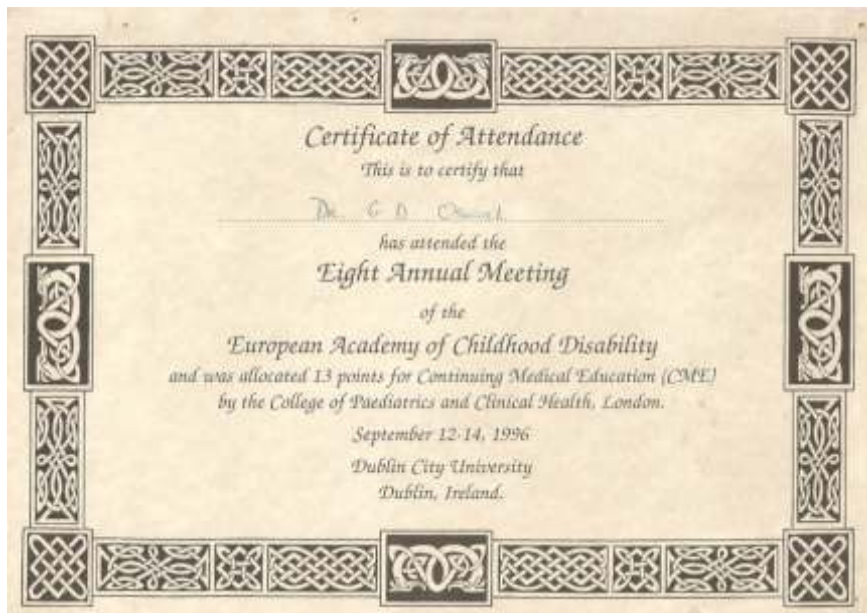 Certificate of Attendance
This is to certify that
Dr. G D
has attended the
Eight Annual Meeting
of the
European Academy of Childhood Disability
and was allocated 13 points for Continuing Medical Education (CME)
by the College of Paediatrics and Clinical Health, London.
September 12-14, 1996
Dublin City University
Dublin, Ireland.